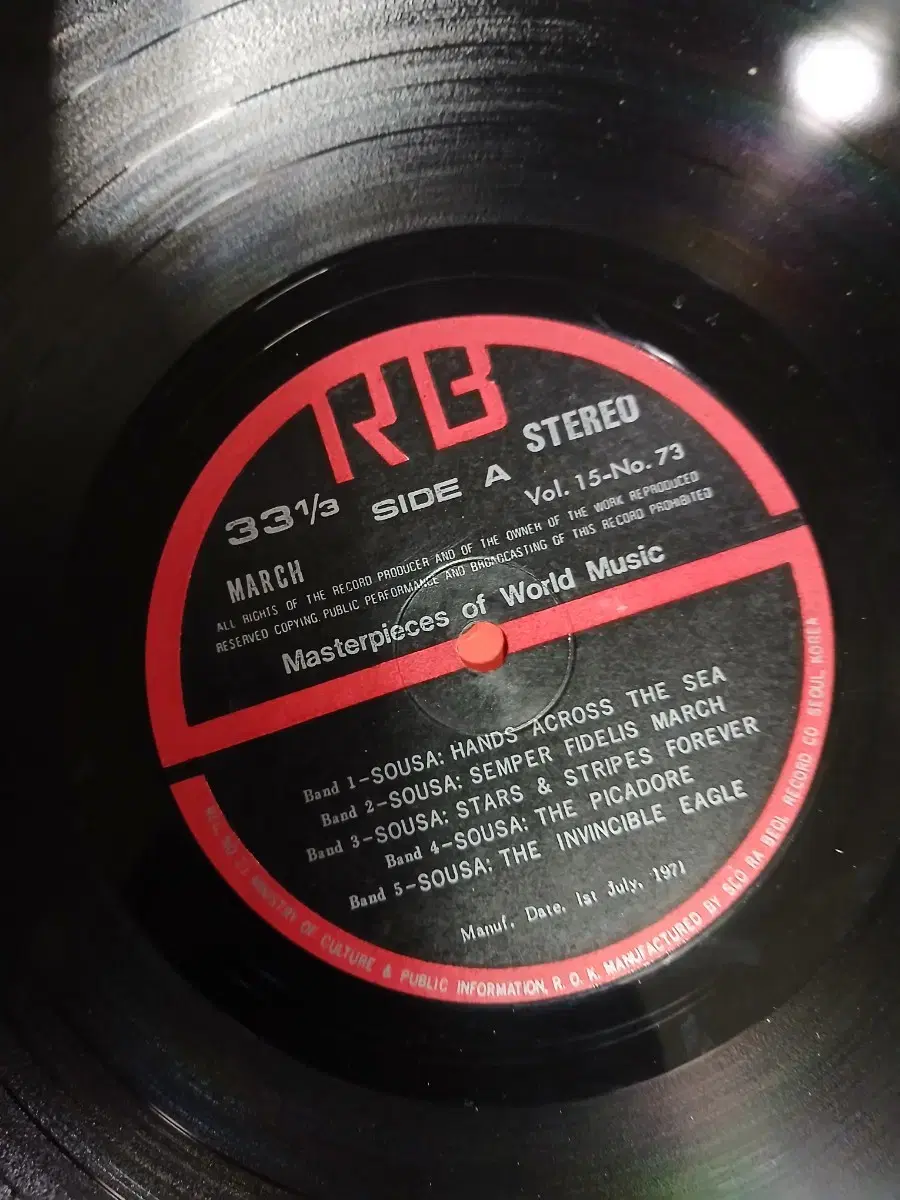 RB
STEREO
33 1/3 SIDE A Vol. 15-No. 73
MARCH
ALL RIGHTS OF THE RECORD PRODUCER AND OF THE OWNER OF THE WORK REPRODUCED
RESERVED COPYING. PUBLIC PERFORMANCE AND BROADCASTING OF THIS RECORD PROHIBITED
Masterpieces of World Music
Band 1-SOUSA: HANDS ACROSS THE SEA
Band 2-SOUSA: SEMPER FIDELIS MARCH
Band 3-SOUSA: STARS & STRIPES FOREVER
Band 4-SOUSA: THE PICADORE
Band 5-SOUSA: THE INVINCIBLE EAGLE
Manuf. Date. 1st July, 1971
MINISTRY OF CULTURE & PUBLIC INFORMATION, R. O. K. MANUFACTURED BY SEO RA BEOL RECORD CO SEOUL KOREA